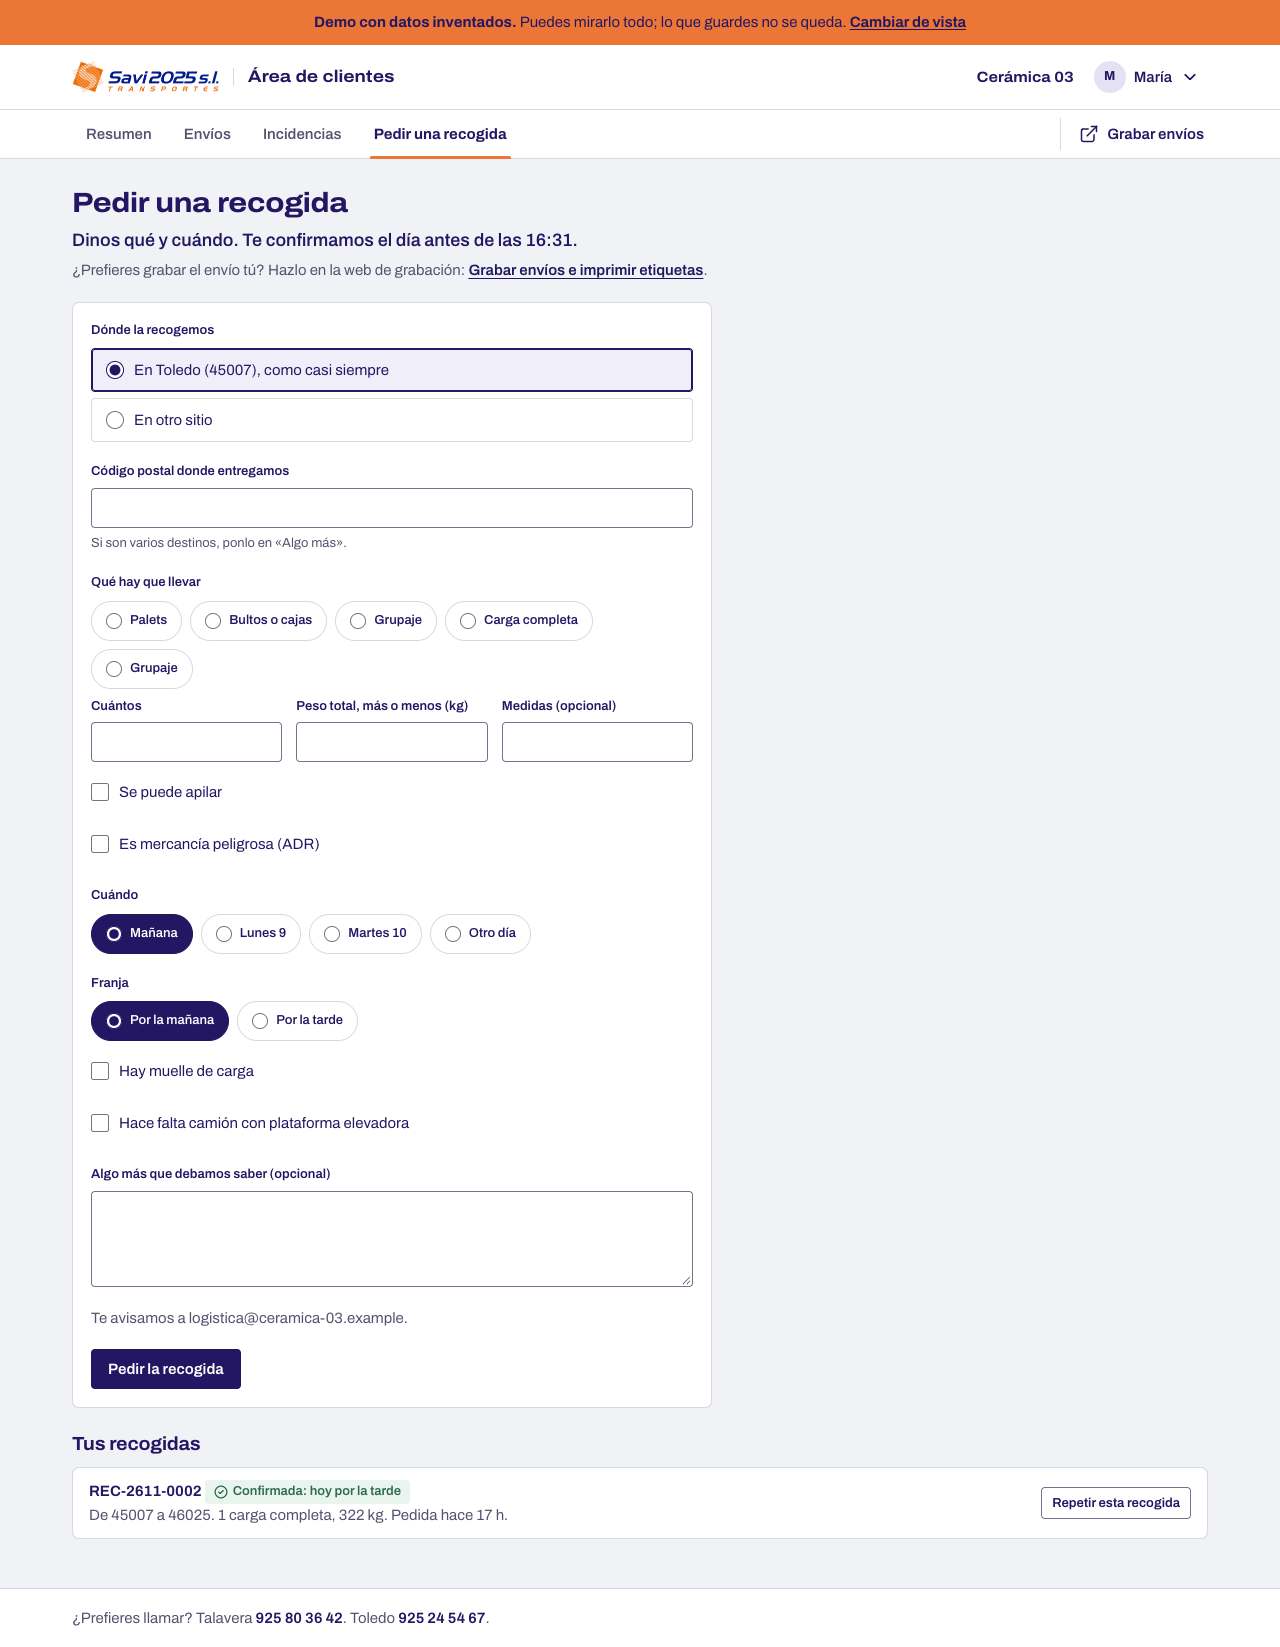 Demo con datos inventados. Puedes mirarlo todo; lo que guardes no se queda. Cambiar de vista
Savi 2025 s.l.
TRANSPORTES
Área de clientes
Cerámica 03
M
María
Resumen
Envíos
Incidencias
Pedir una recogida
Grabar envíos
Pedir una recogida
Dinos qué y cuándo. Te confirmamos el día antes de las 16:31.
¿Prefieres grabar el envío tú? Hazlo en la web de grabación: Grabar envíos e imprimir etiquetas.
Dónde la recogemos
En Toledo (45007), como casi siempre
En otro sitio
Código postal donde entregamos
Si son varios destinos, ponlo en «Algo más».
Qué hay que llevar
Palets
Bultos o cajas
Grupaje
Carga completa
Grupaje
Cuántos
Peso total, más o menos (kg)
Medidas (opcional)
Se puede apilar
Es mercancía peligrosa (ADR)
Cuándo
Mañana
Lunes 9
Martes 10
Otro día
Franja
Por la mañana
Por la tarde
Hay muelle de carga
Hace falta camión con plataforma elevadora
Algo más que debamos saber (opcional)
Te avisamos a logistica@ceramica-03.example.
Pedir la recogida
Tus recogidas
REC-2611-0002
Confirmada: hoy por la tarde
De 45007 a 46025. 1 carga completa, 322 kg. Pedida hace 17 h.
Repetir esta recogida
¿Prefieres llamar? Talavera 925 80 36 42. Toledo 925 24 54 67.